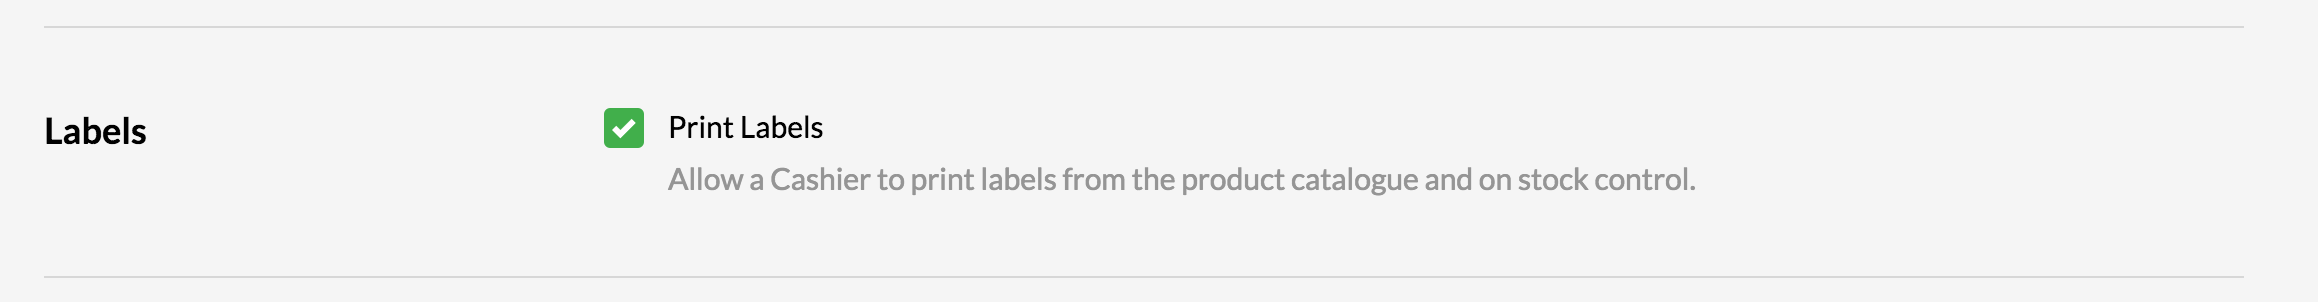 Labels
Print Labels
Allow a Cashier to print labels from the product catalogue and on stock control.